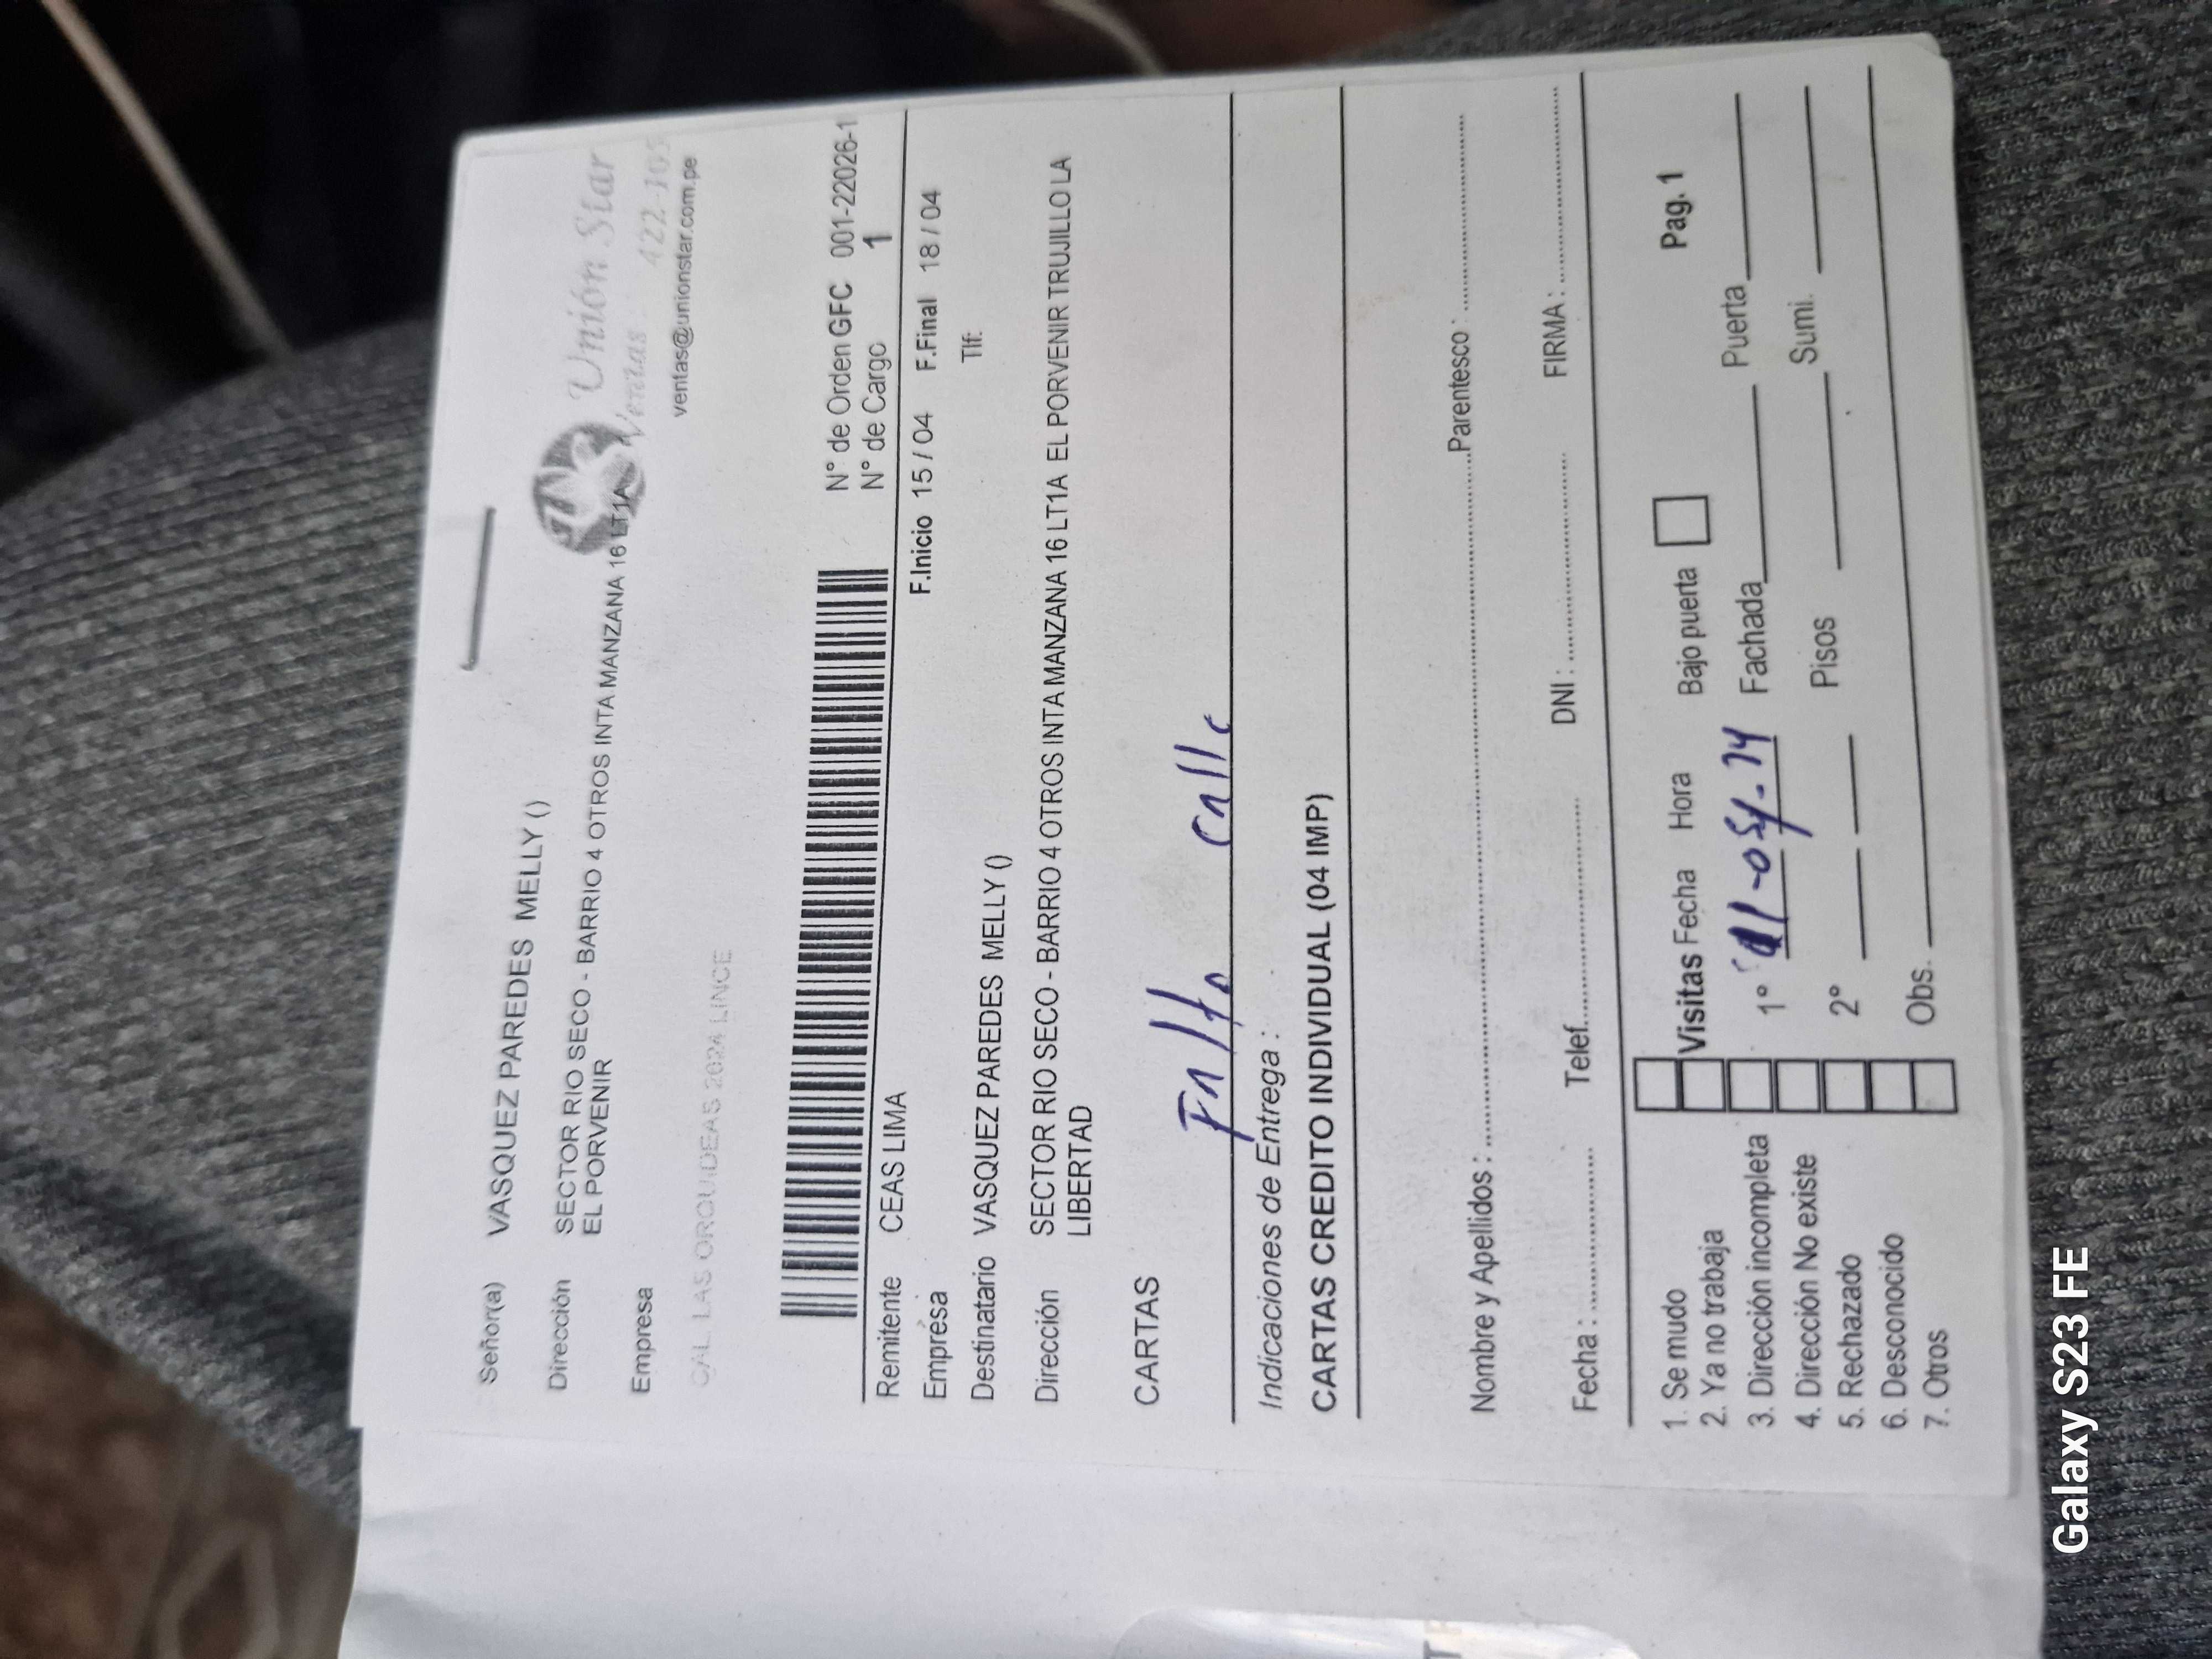 Señor(a) VASQUEZ PAREDES MELLY ()
Dirección SECTOR RIO SECO - BARRIO 4 OTROS INTA MANZANA 16 LT1A
EL PORVENIR
Unión Star
Ventas: 422-105
ventas@unionstar.com.pe
Empresa
CAL. LAS ORQUIDEAS 2024 LINCE
N° de Orden GFC 001-22026-1
N° de Cargo 1
Remitente CEAS LIMA
F.Inicio 15 / 04 F.Final 18 / 04
Empresa
Tlf:
Destinatario VASQUEZ PAREDES MELLY ()
Dirección SECTOR RIO SECO - BARRIO 4 OTROS INTA MANZANA 16 LT1A EL PORVENIR TRUJILLO LA
LIBERTAD
CARTAS
Falta calle
Indicaciones de Entrega :
CARTAS CREDITO INDIVIDUAL (04 IMP)
Nombre y Apellidos : Parentesco :
Fecha : Telef. DNI : FIRMA :
1. Se mudo
2. Ya no trabaja
3. Dirección incompleta
4. Dirección No existe
5. Rechazado
6. Desconocido
7. Otros
Visitas Fecha Hora Bajo puerta Pag. 1
1° Fachada Puerta
2° Pisos Sumi.
Obs.
Galaxy S23 FE